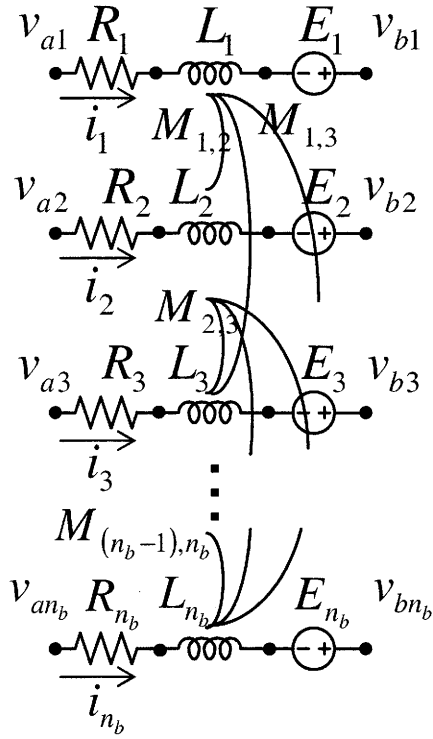 v_{a1} R_1 L_1 E_1 v_{b1}
- +
i_1 M_{1,2} M_{1,3}
v_{a2} R_2 L_2 E_2 v_{b2}
- +
i_2 M_{2,3}
v_{a3} R_3 L_3 E_3 v_{b3}
- +
i_3
M_{(n_b-1),n_b}
v_{an_b} R_{n_b} L_{n_b} E_{n_b} v_{bn_b}
- +
i_{n_b}